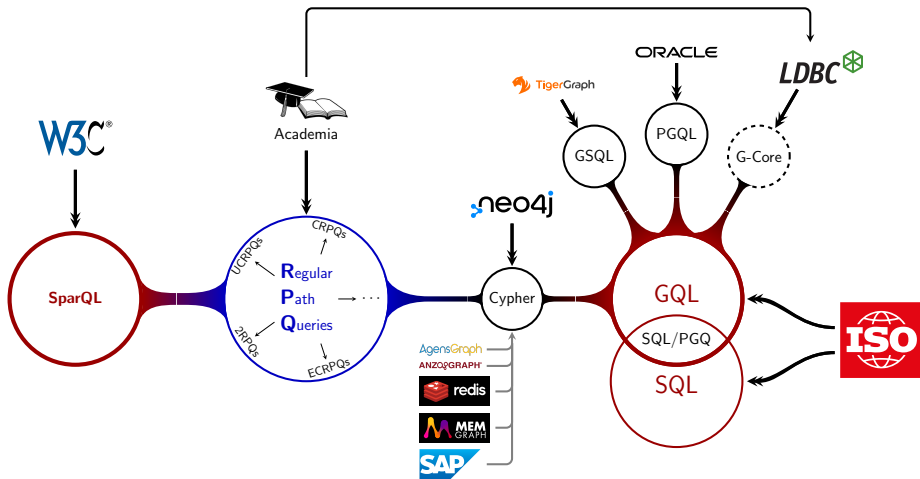 ORACLE
LDBC
TigerGraph
W3C®
Academia
PGQL
GSQL
G-Core
neo4j
CRPQs
UCRPQs
Regular
Path
Queries
...
2RPQs
ECRPQs
SparQL
Cypher
GQL
SQL/PGQ
SQL
ISO
AgensGraph
ANZOGRAPH®
redis
MEM
GRAPH
SAP